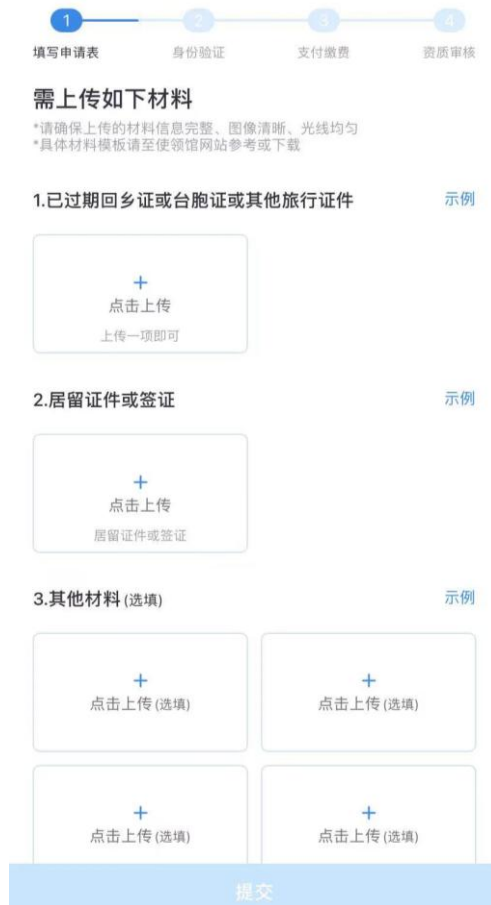 1 2 3 4
填写申请表 身份验证 支付缴费 资质审核
需上传如下材料
*请确保上传的材料信息完整、图像清晰、光线均匀
*具体材料模板请至使领馆网站参考或下载
1.已过期回乡证或台胞证或其他旅行证件 示例
+
点击上传
上传一项即可
2.居留证件或签证 示例
+
点击上传
居留证件或签证
3.其他材料(选填) 示例
+ +
点击上传(选填) 点击上传(选填)
+ +
点击上传(选填) 点击上传(选填)
提交